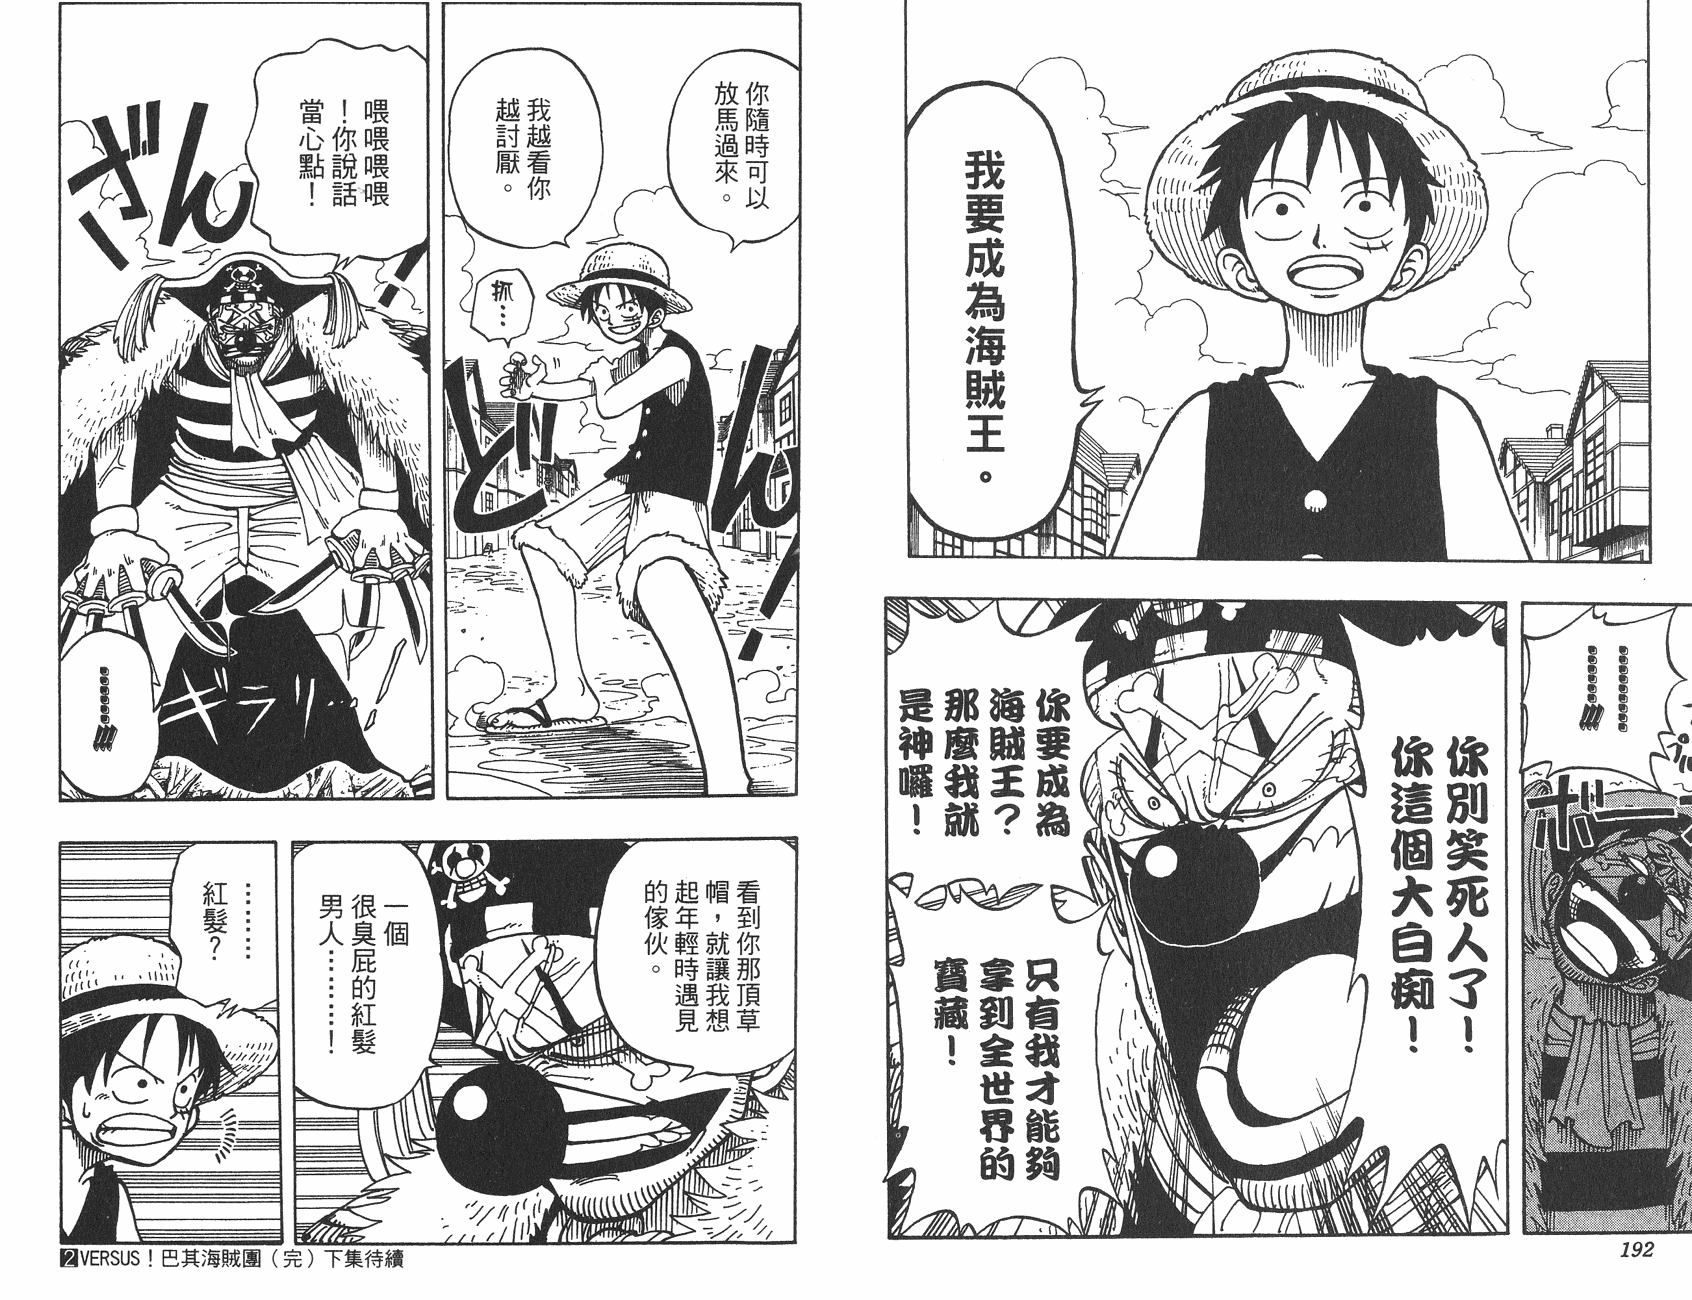 我要成為海賊王。
………!!!
………!!!
プル
ボーン
你別笑死人了！
你這個大白痴！
你要成為
海賊王？
那麼我就
是神囉！
只有我才能夠
拿到全世界的
寶藏！
192
你隨時可以
放馬過來。
我越看你
越討厭。
抓…
どん
喂喂喂喂
！你說話
當心點！
ざん
ギラリ
………!!!
看到你那頂草
帽，就讓我想
起年輕時遇見
的傢伙。
一個
很臭屁的紅髮
男人…………！
………
紅髮？
2 VERSUS！巴其海賊團（完）下集待續